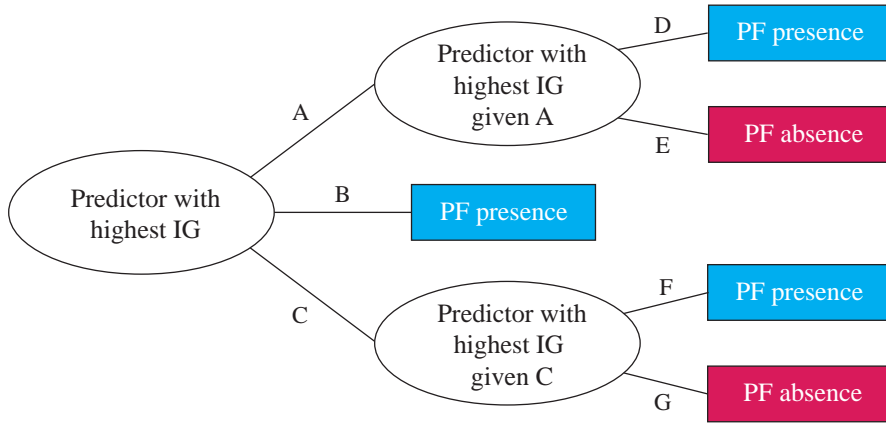 Predictor with
highest IG
given A
D
PF presence
A
E
PF absence
Predictor with
highest IG
B
PF presence
C
Predictor with
highest IG
given C
F
PF presence
G
PF absence